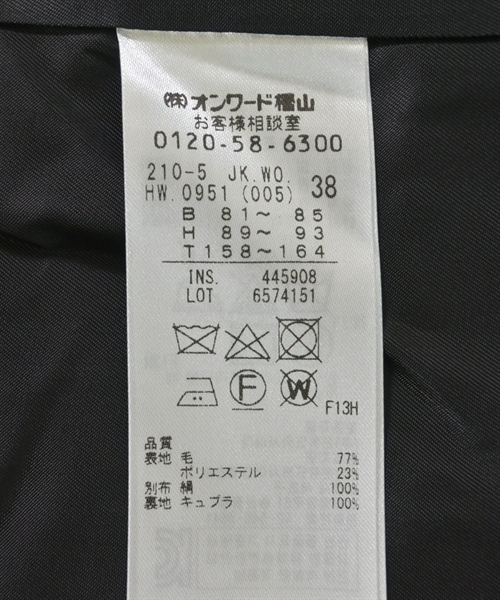 ㈱オンワード樫山
お客様相談室
0120-58-6300
210-5 JK.WO.
HW.0951 (005) 38
B 81～ 85
H 89～ 93
T158～164
INS. 445908
LOT 6574151
F
W
F13H
品質
表地 毛 77%
ポリエステル 23%
別布 絹 100%
裏地 キュプラ 100%